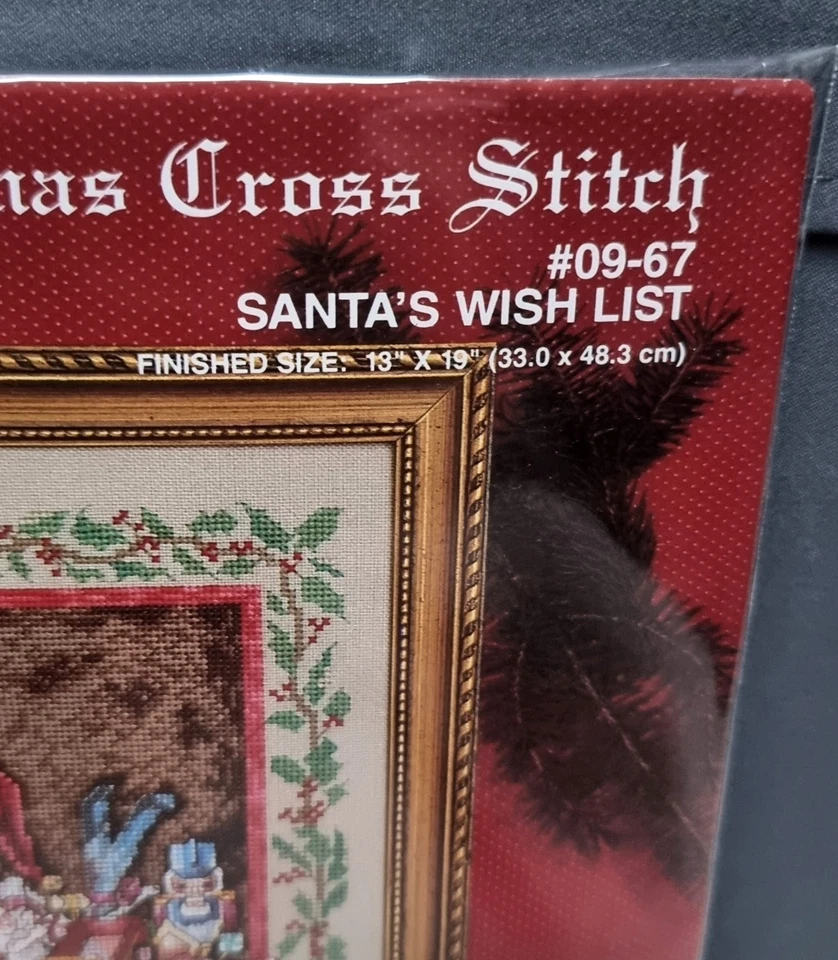 mas Cross Stitch
#09-67
SANTA'S WISH LIST
FINISHED SIZE: 13" X 19" (33.0 x 48.3 cm)